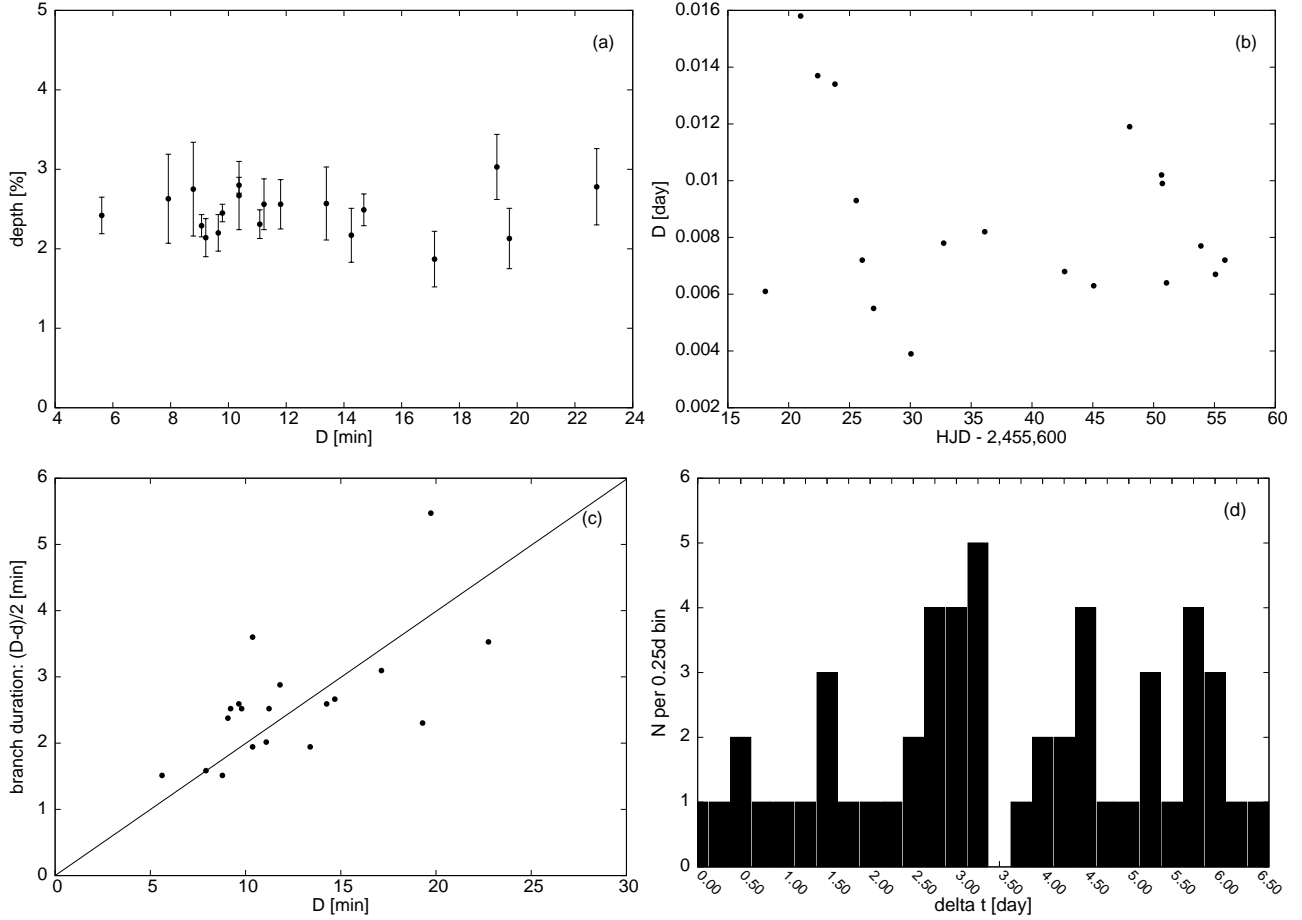 5
4
3
2
1
0
depth [%]
(a)
4 6 8 10 12 14 16 18 20 22 24
D [min]
0.016
0.014
0.012
0.01
0.008
0.006
0.004
0.002
D [day]
(b)
15 20 25 30 35 40 45 50 55 60
HJD - 2,455,600
6
5
4
3
2
1
0
branch duration: (D-d)/2 [min]
(c)
0 5 10 15 20 25 30
D [min]
6
5
4
3
2
1
0
N per 0.25d bin
(d)
0.00 0.50 1.00 1.50 2.00 2.50 3.00 3.50 4.00 4.50 5.00 5.50 6.00 6.50
delta t [day]